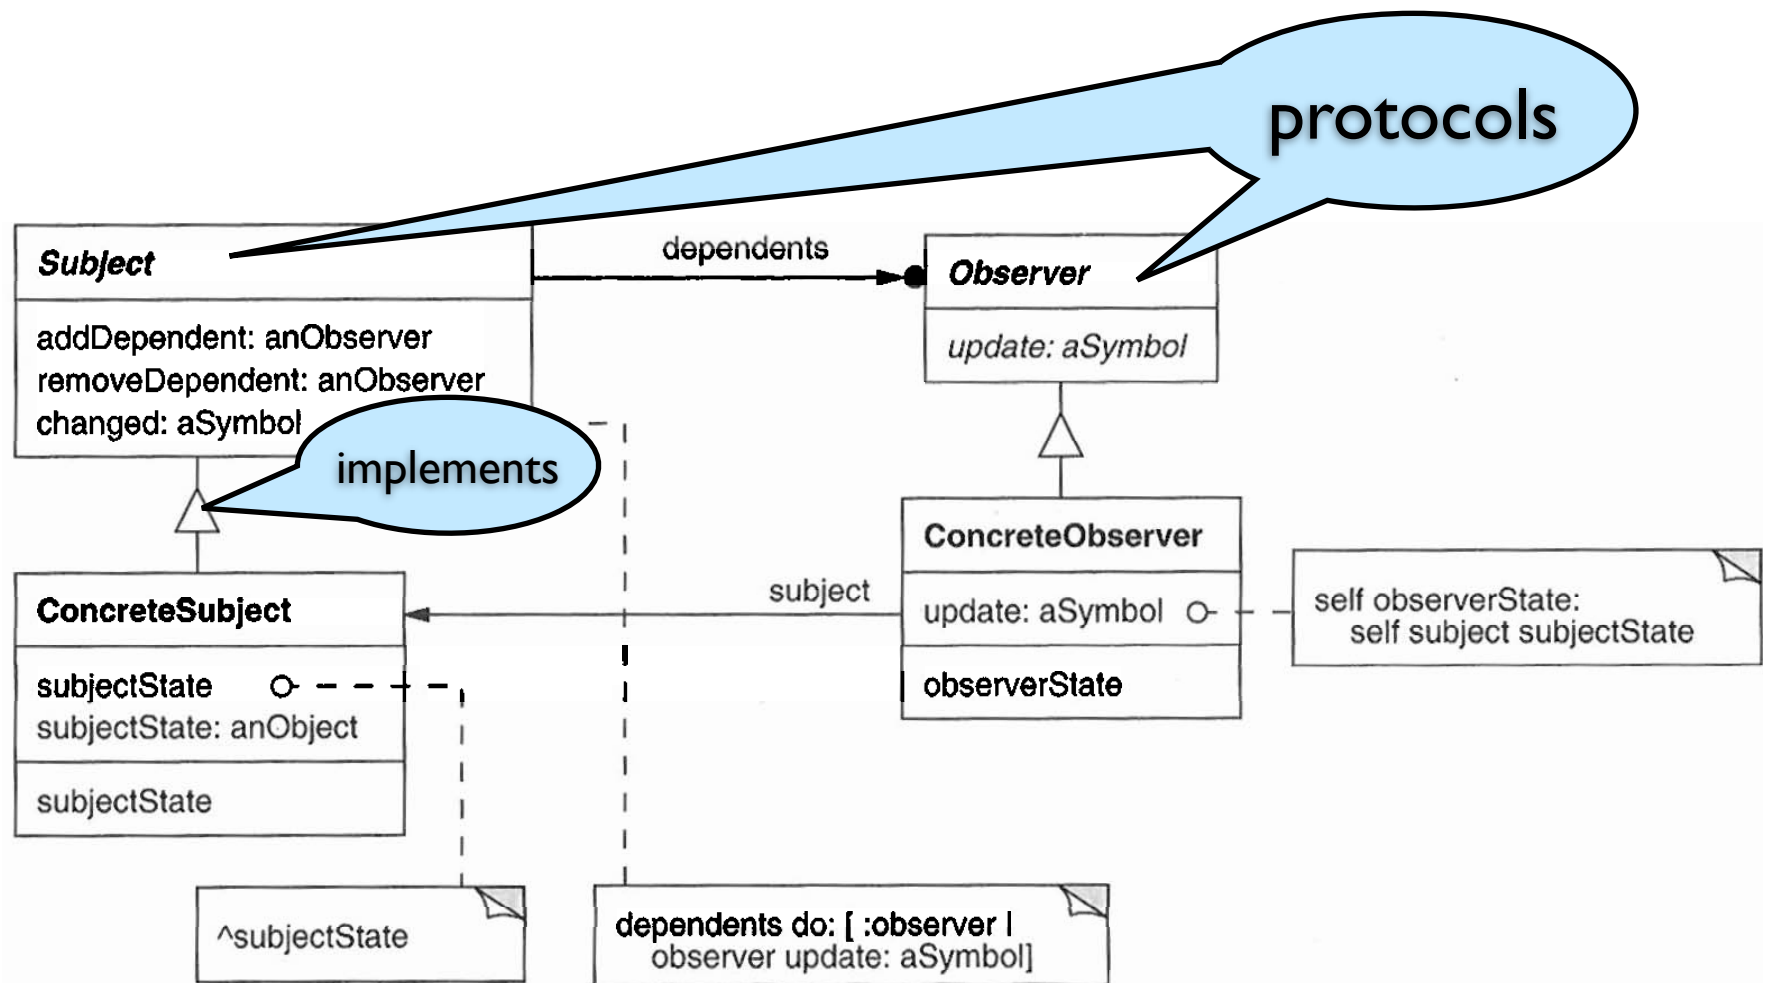 protocols
Subject
addDependent: anObserver
removeDependent: anObserver
changed: aSymbol
implements
dependents
Observer
update: aSymbol
ConcreteObserver
update: aSymbol
observerState
self observerState:
self subject subjectState
subject
ConcreteSubject
subjectState
subjectState: anObject
subjectState
^subjectState
dependents do: [ :observer |
observer update: aSymbol]